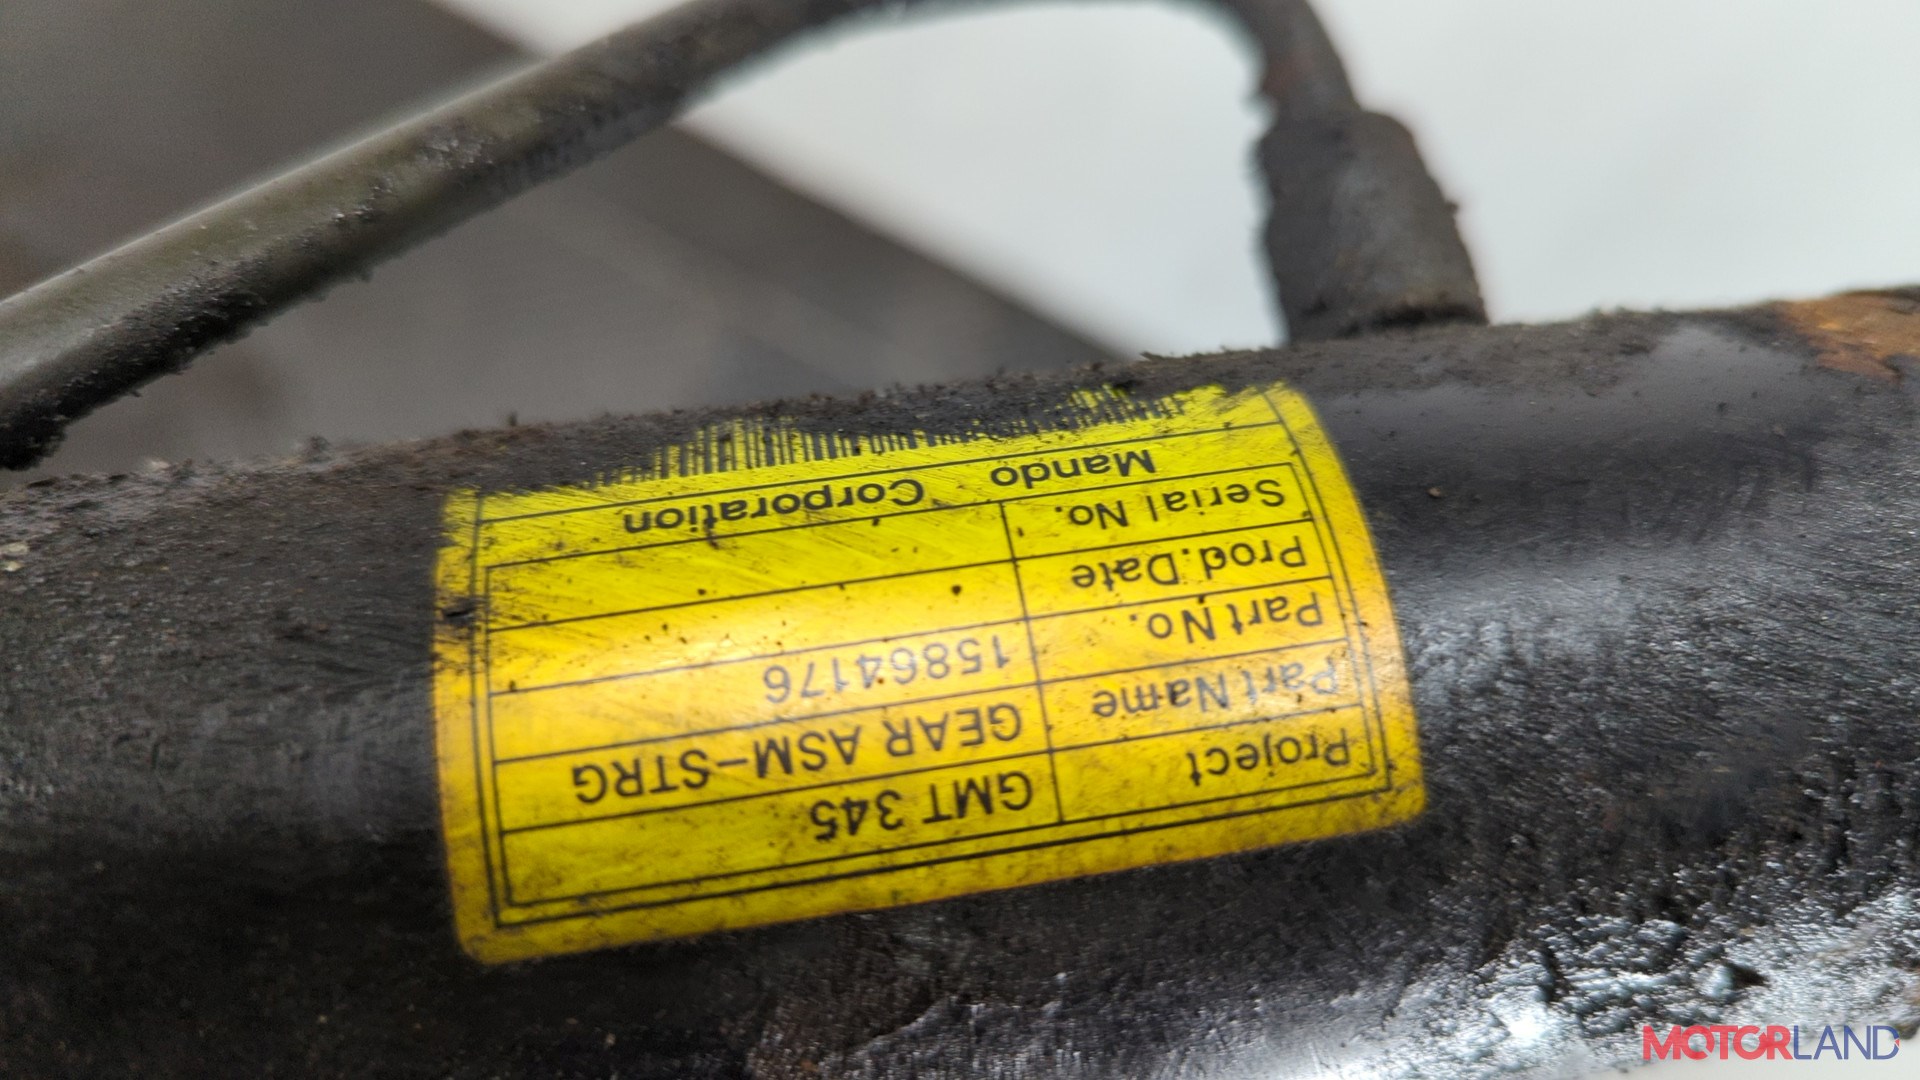 Project GMT 345
Part Name GEAR ASM-STRG
Part No. 15864176
Prod.Date
Serial No.
Mando Corporation
MOTORLAND